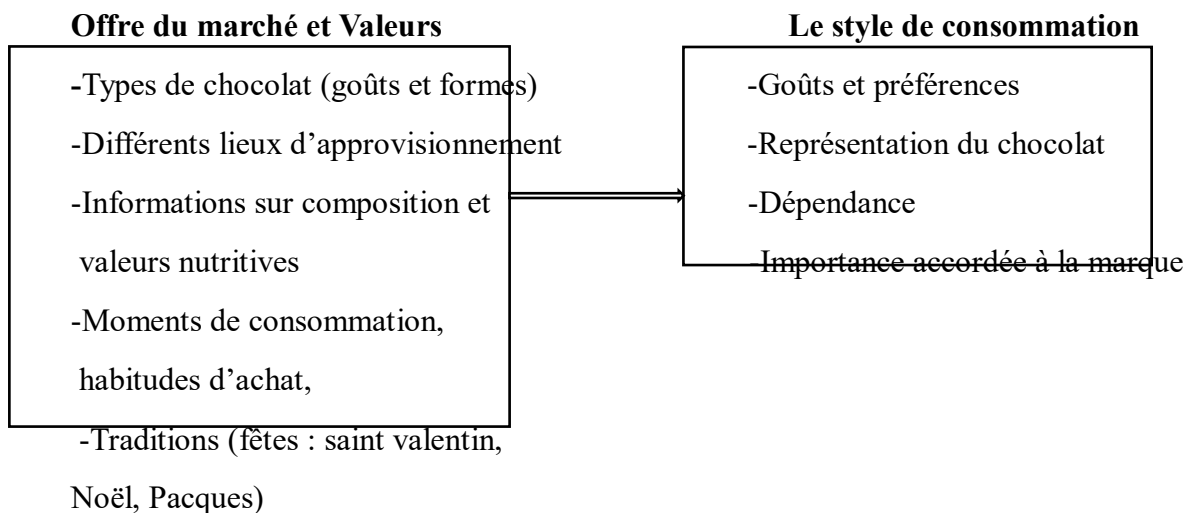 Offre du marché et Valeurs
-Types de chocolat (goûts et formes)
-Différents lieux d’approvisionnement
-Informations sur composition et
valeurs nutritives
-Moments de consommation,
habitudes d’achat,
-Traditions (fêtes : saint valentin,
Noël, Pacques)
Le style de consommation
-Goûts et préférences
-Représentation du chocolat
-Dépendance
-Importance accordée à la marque